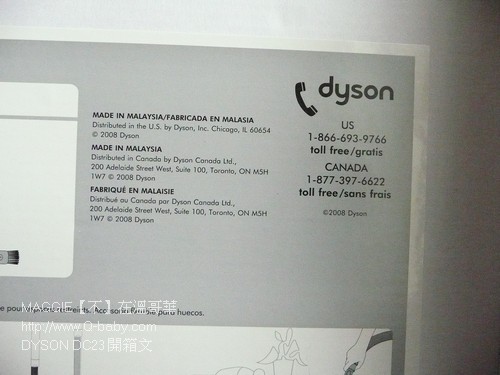 dyson
US
1-866-693-9766
toll free/gratis
CANADA
1-877-397-6622
toll free/sans frais
©2008 Dyson
MADE IN MALAYSIA/FABRICADA EN MALASIA
Distributed in the U.S. by Dyson, Inc. Chicago, IL 60654
© 2008 Dyson
MADE IN MALAYSIA
Distributed in Canada by Dyson Canada Ltd.,
200 Adelaide Street West, Suite 100, Toronto, ON M5H
1W7 © 2008 Dyson
FABRIQUÉ EN MALAISIE
Distribué au Canada par Dyson Canada Ltd.,
200 Adelaide Street West, Suite 100, Toronto, ON M5H
1W7 © 2008 Dyson
para huecos.
MAGGIE【不】在溫哥華
http://www.Q-baby.com
DYSON DC23 開箱文